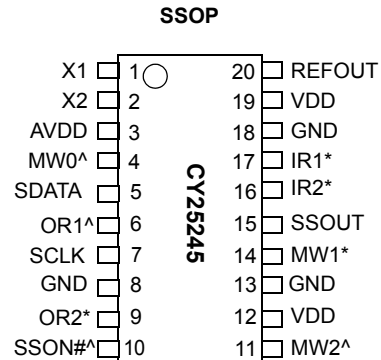 SSOP
X1 1 20 REFOUT
X2 2 19 VDD
AVDD 3 18 GND
MW0^ 4 17 IR1*
SDATA 5 16 IR2*
OR1^ 6 15 SSOUT
SCLK 7 14 MW1*
GND 8 13 GND
OR2* 9 12 VDD
SSON#^ 10 11 MW2^
CY25245